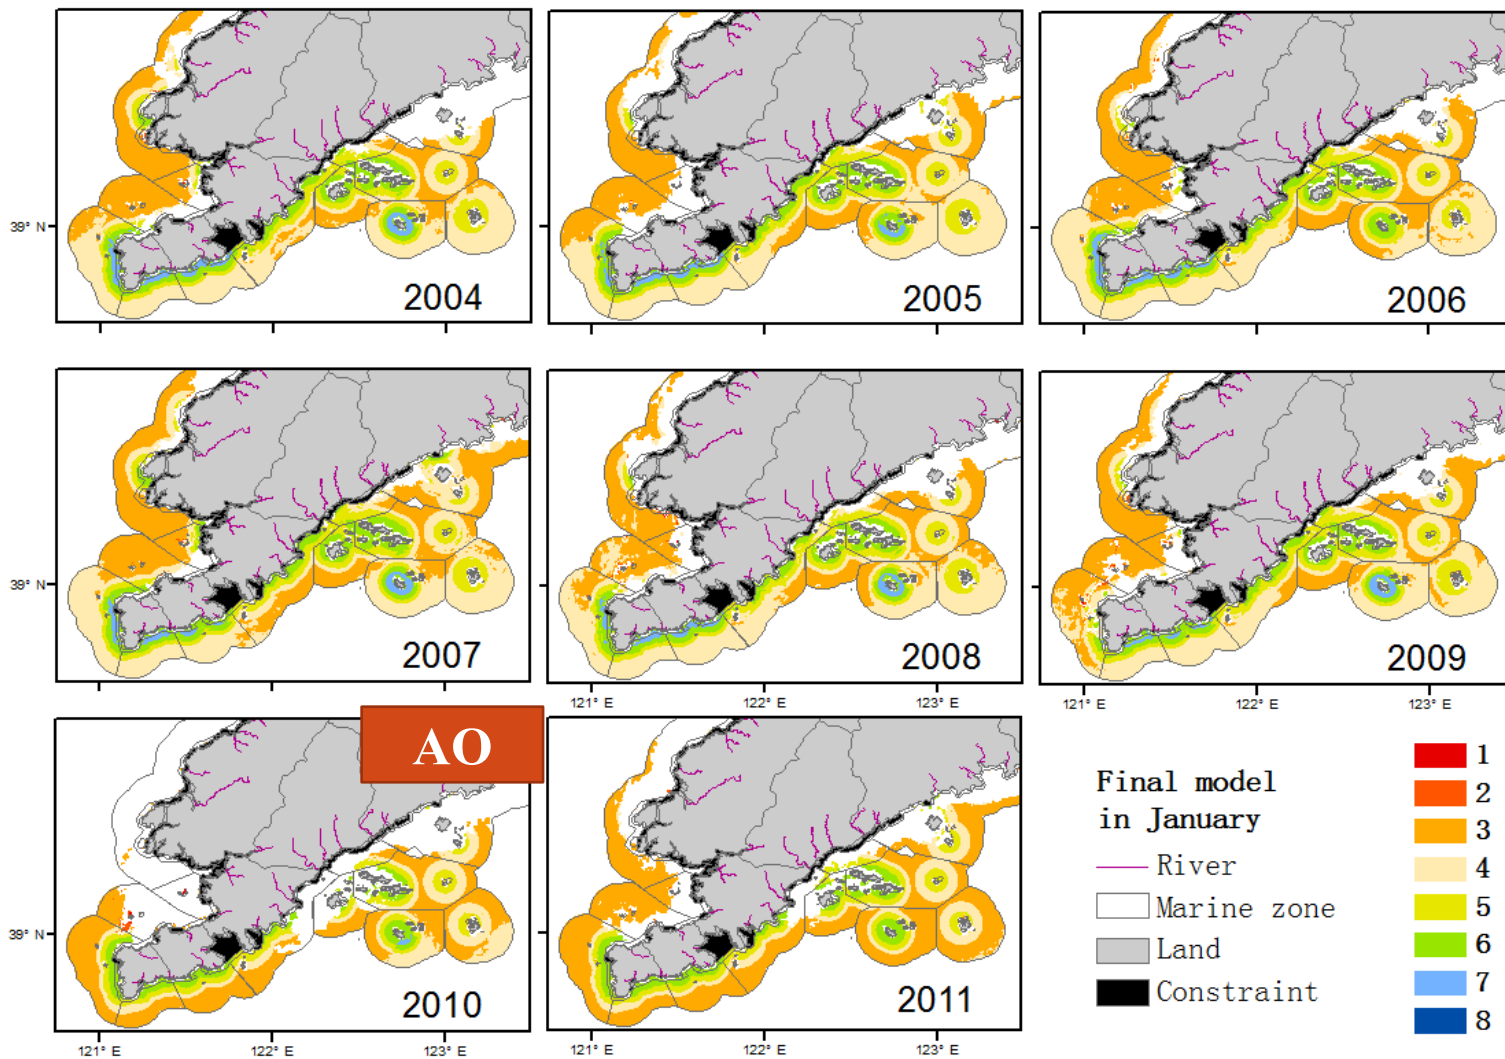 39° N
2004
2005
2006
39° N
2007
2008
2009
121° E
122° E
123° E
121° E
122° E
123° E
AO
39° N
2010
2011
121° E
122° E
123° E
121° E
122° E
123° E
Final model
in January
River
Marine zone
Land
Constraint
1
2
3
4
5
6
7
8